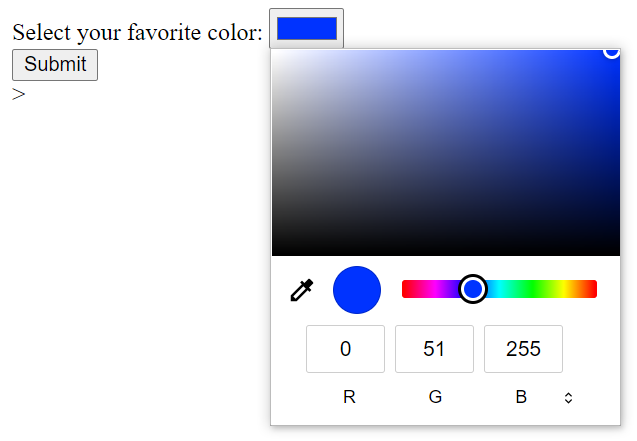 Select your favorite color:
Submit
>
0 51 255
R G B